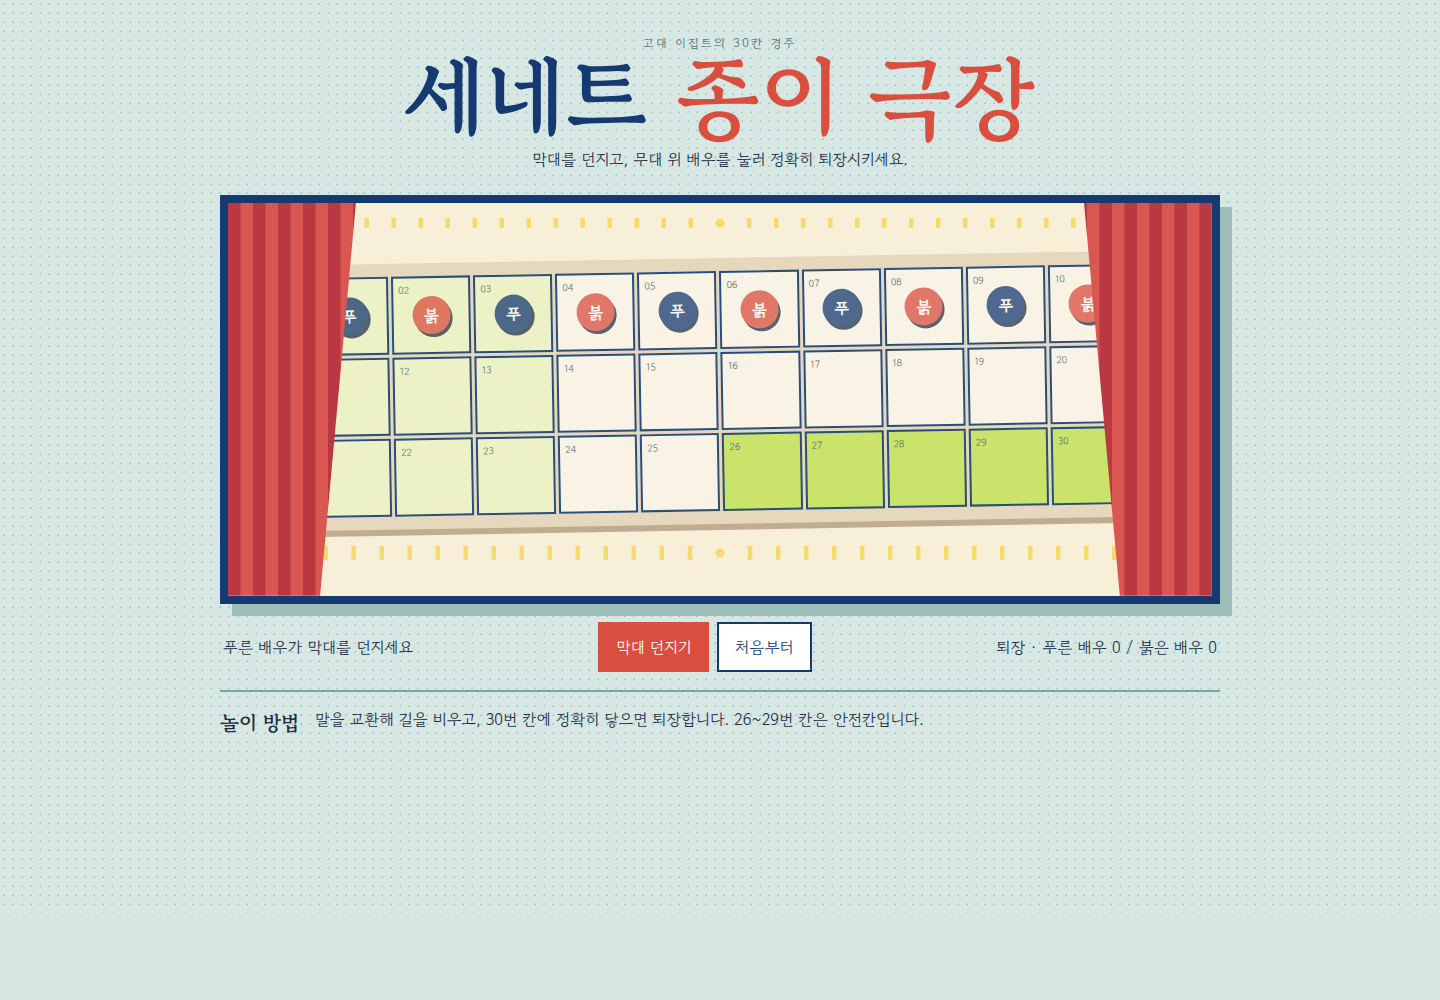 고대 이집트의 30칸 경주
세네트 종이 극장
막대를 던지고, 무대 위 배우를 눌러 정확히 퇴장시키세요.
02 03 04 05 06 07 08 09 10
푸 붉 푸 붉 푸 붉 푸 붉 푸 붉
12 13 14 15 16 17 18 19 20
22 23 24 25 26 27 28 29 30
푸른 배우가 막대를 던지세요
막대 던지기
처음부터
퇴장 · 푸른 배우 0 / 붉은 배우 0
놀이 방법 말을 교환해 길을 비우고, 30번 칸에 정확히 닿으면 퇴장합니다. 26~29번 칸은 안전칸입니다.